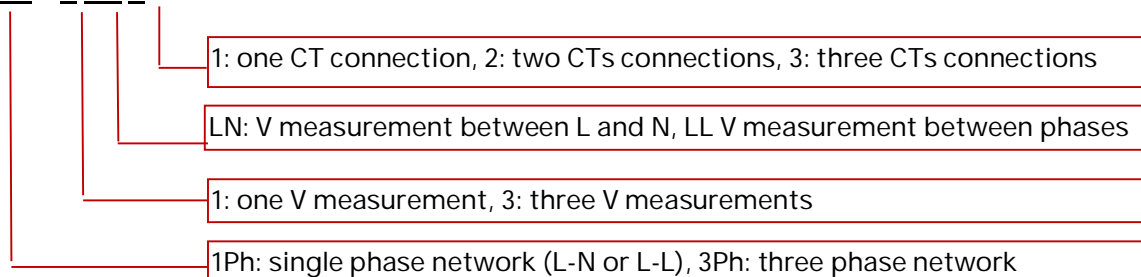 1: one CT connection, 2: two CTs connections, 3: three CTs connections
LN: V measurement between L and N, LL V measurement between phases
1: one V measurement, 3: three V measurements
1Ph: single phase network (L-N or L-L), 3Ph: three phase network